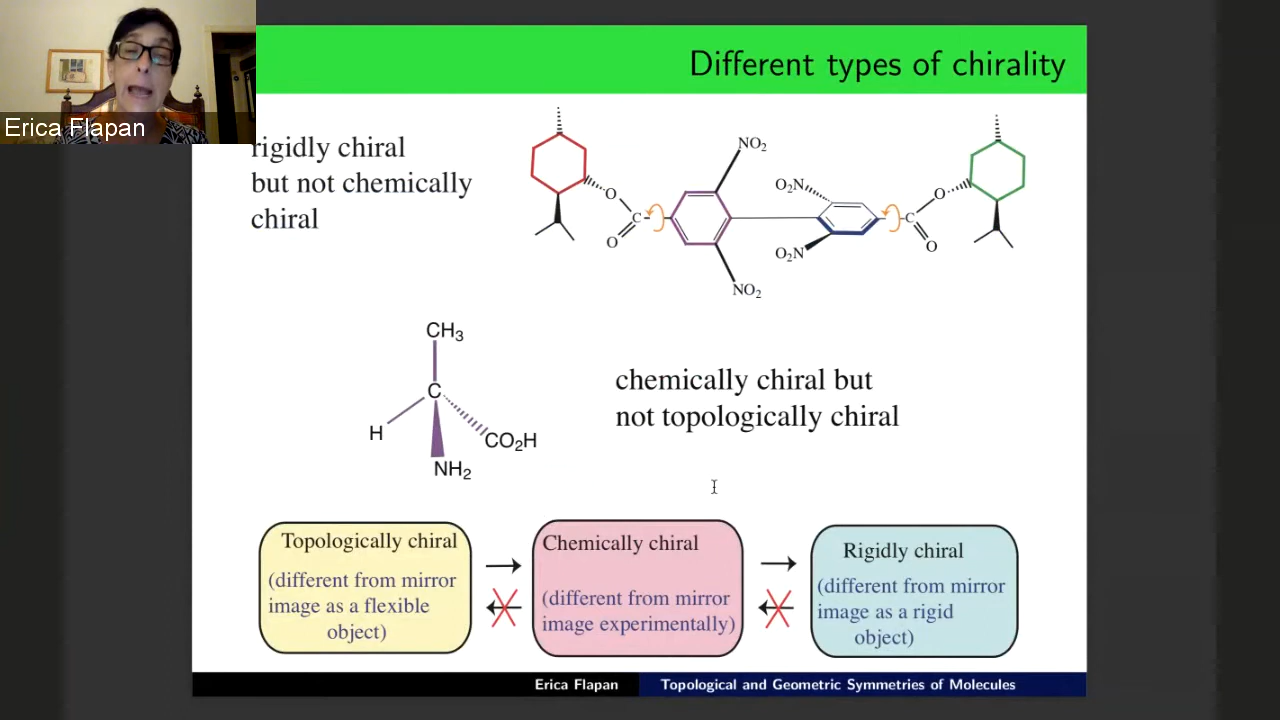 Different types of chirality
Erica Flapan
rigidly chiral
but not chemically
chiral
NO₂
O
C
O
NO₂
O₂N
O₂N
O
C
O
CH₃
C
H
CO₂H
NH₂
chemically chiral but
not topologically chiral
Topologically chiral
(different from mirror
image as a flexible
object)
Chemically chiral
(different from mirror
image experimentally)
Rigidly chiral
(different from mirror
image as a rigid
object)
Erica Flapan
Topological and Geometric Symmetries of Molecules